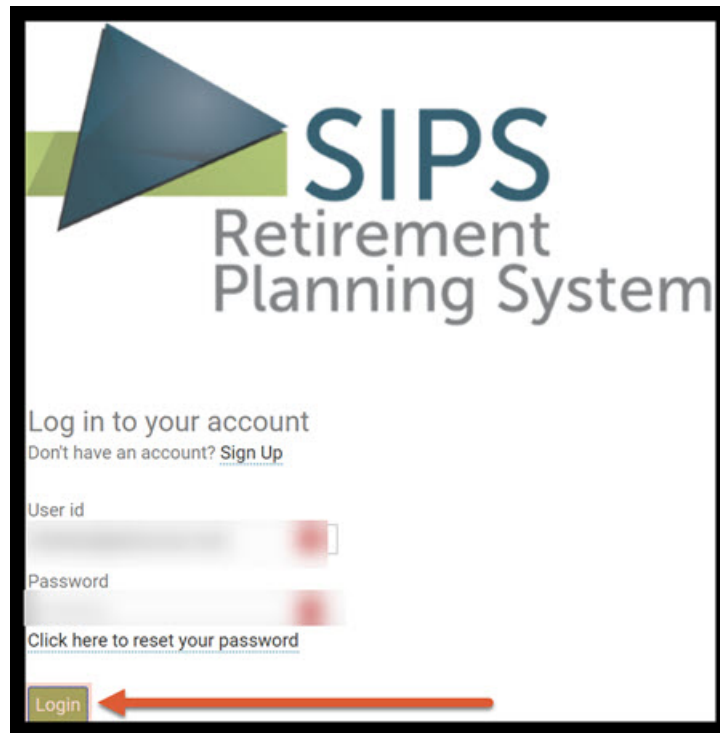 SIPS
Retirement
Planning System
Log in to your account
Don't have an account? Sign Up
User id
Password
Click here to reset your password
Login